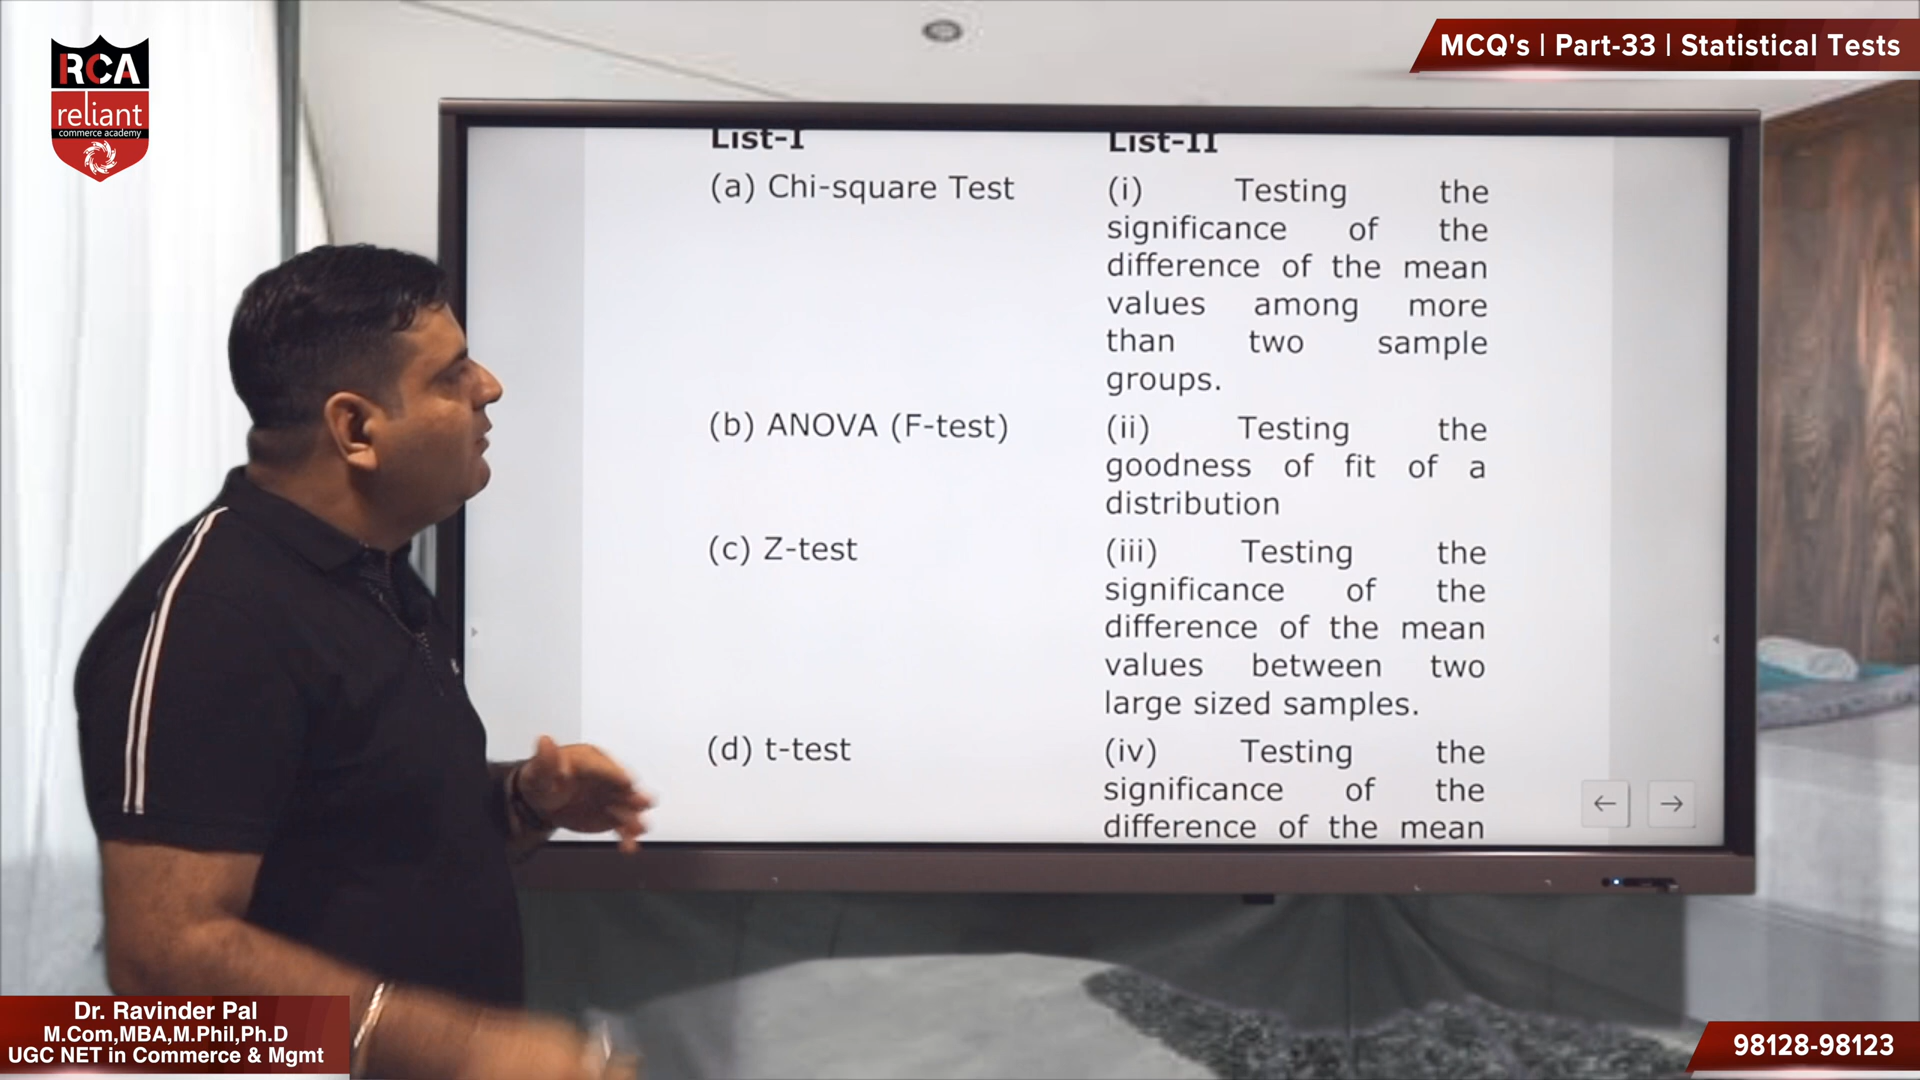 RCA
reliant
commerce academy
MCQ's | Part-33 | Statistical Tests
List-I
List-II
(a) Chi-square Test
(i) Testing the
significance of the
difference of the mean
values among more
than two sample
groups.
(b) ANOVA (F-test)
(ii) Testing the
goodness of fit of a
distribution
(c) Z-test
(iii) Testing the
significance of the
difference of the mean
values between two
large sized samples.
(d) t-test
(iv) Testing the
significance of the
difference of the mean
Dr. Ravinder Pal
M.Com,MBA,M.Phil,Ph.D
UGC NET in Commerce & Mgmt
98128-98123